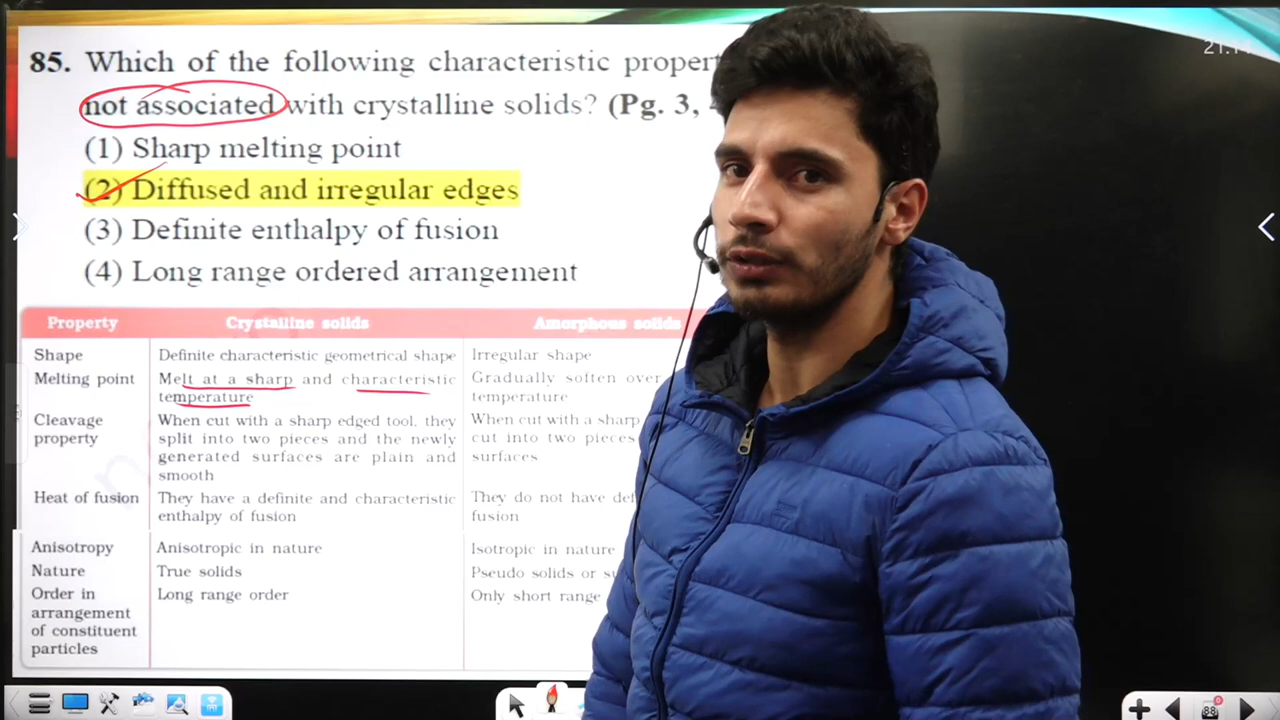 85. Which of the following characteristic
not associated with crystalline solids? (Pg. 3,
(1) Sharp melting point
(2) Diffused and irregular edges
(3) Definite enthalpy of fusion
(4) Long range ordered arrangement
Property Crystalline solids Amorphous solids
Shape Definite characteristic geometrical shape Irregular shape
Melting point Melt at a sharp and characteristic Gradually soften over
temperature temperature
Cleavage When cut with a sharp edged tool, they When cut with a sharp
property split into two pieces and the newly cut into two pieces
generated surfaces are plain and surfaces
smooth
Heat of fusion They have a definite and characteristic They do not have
enthalpy of fusion fusion
Anisotropy Anisotropic in nature Isotropic in nature
Nature True solids Pseudo solids or
Order in Long range order Only short range
arrangement
of constituent
particles
88